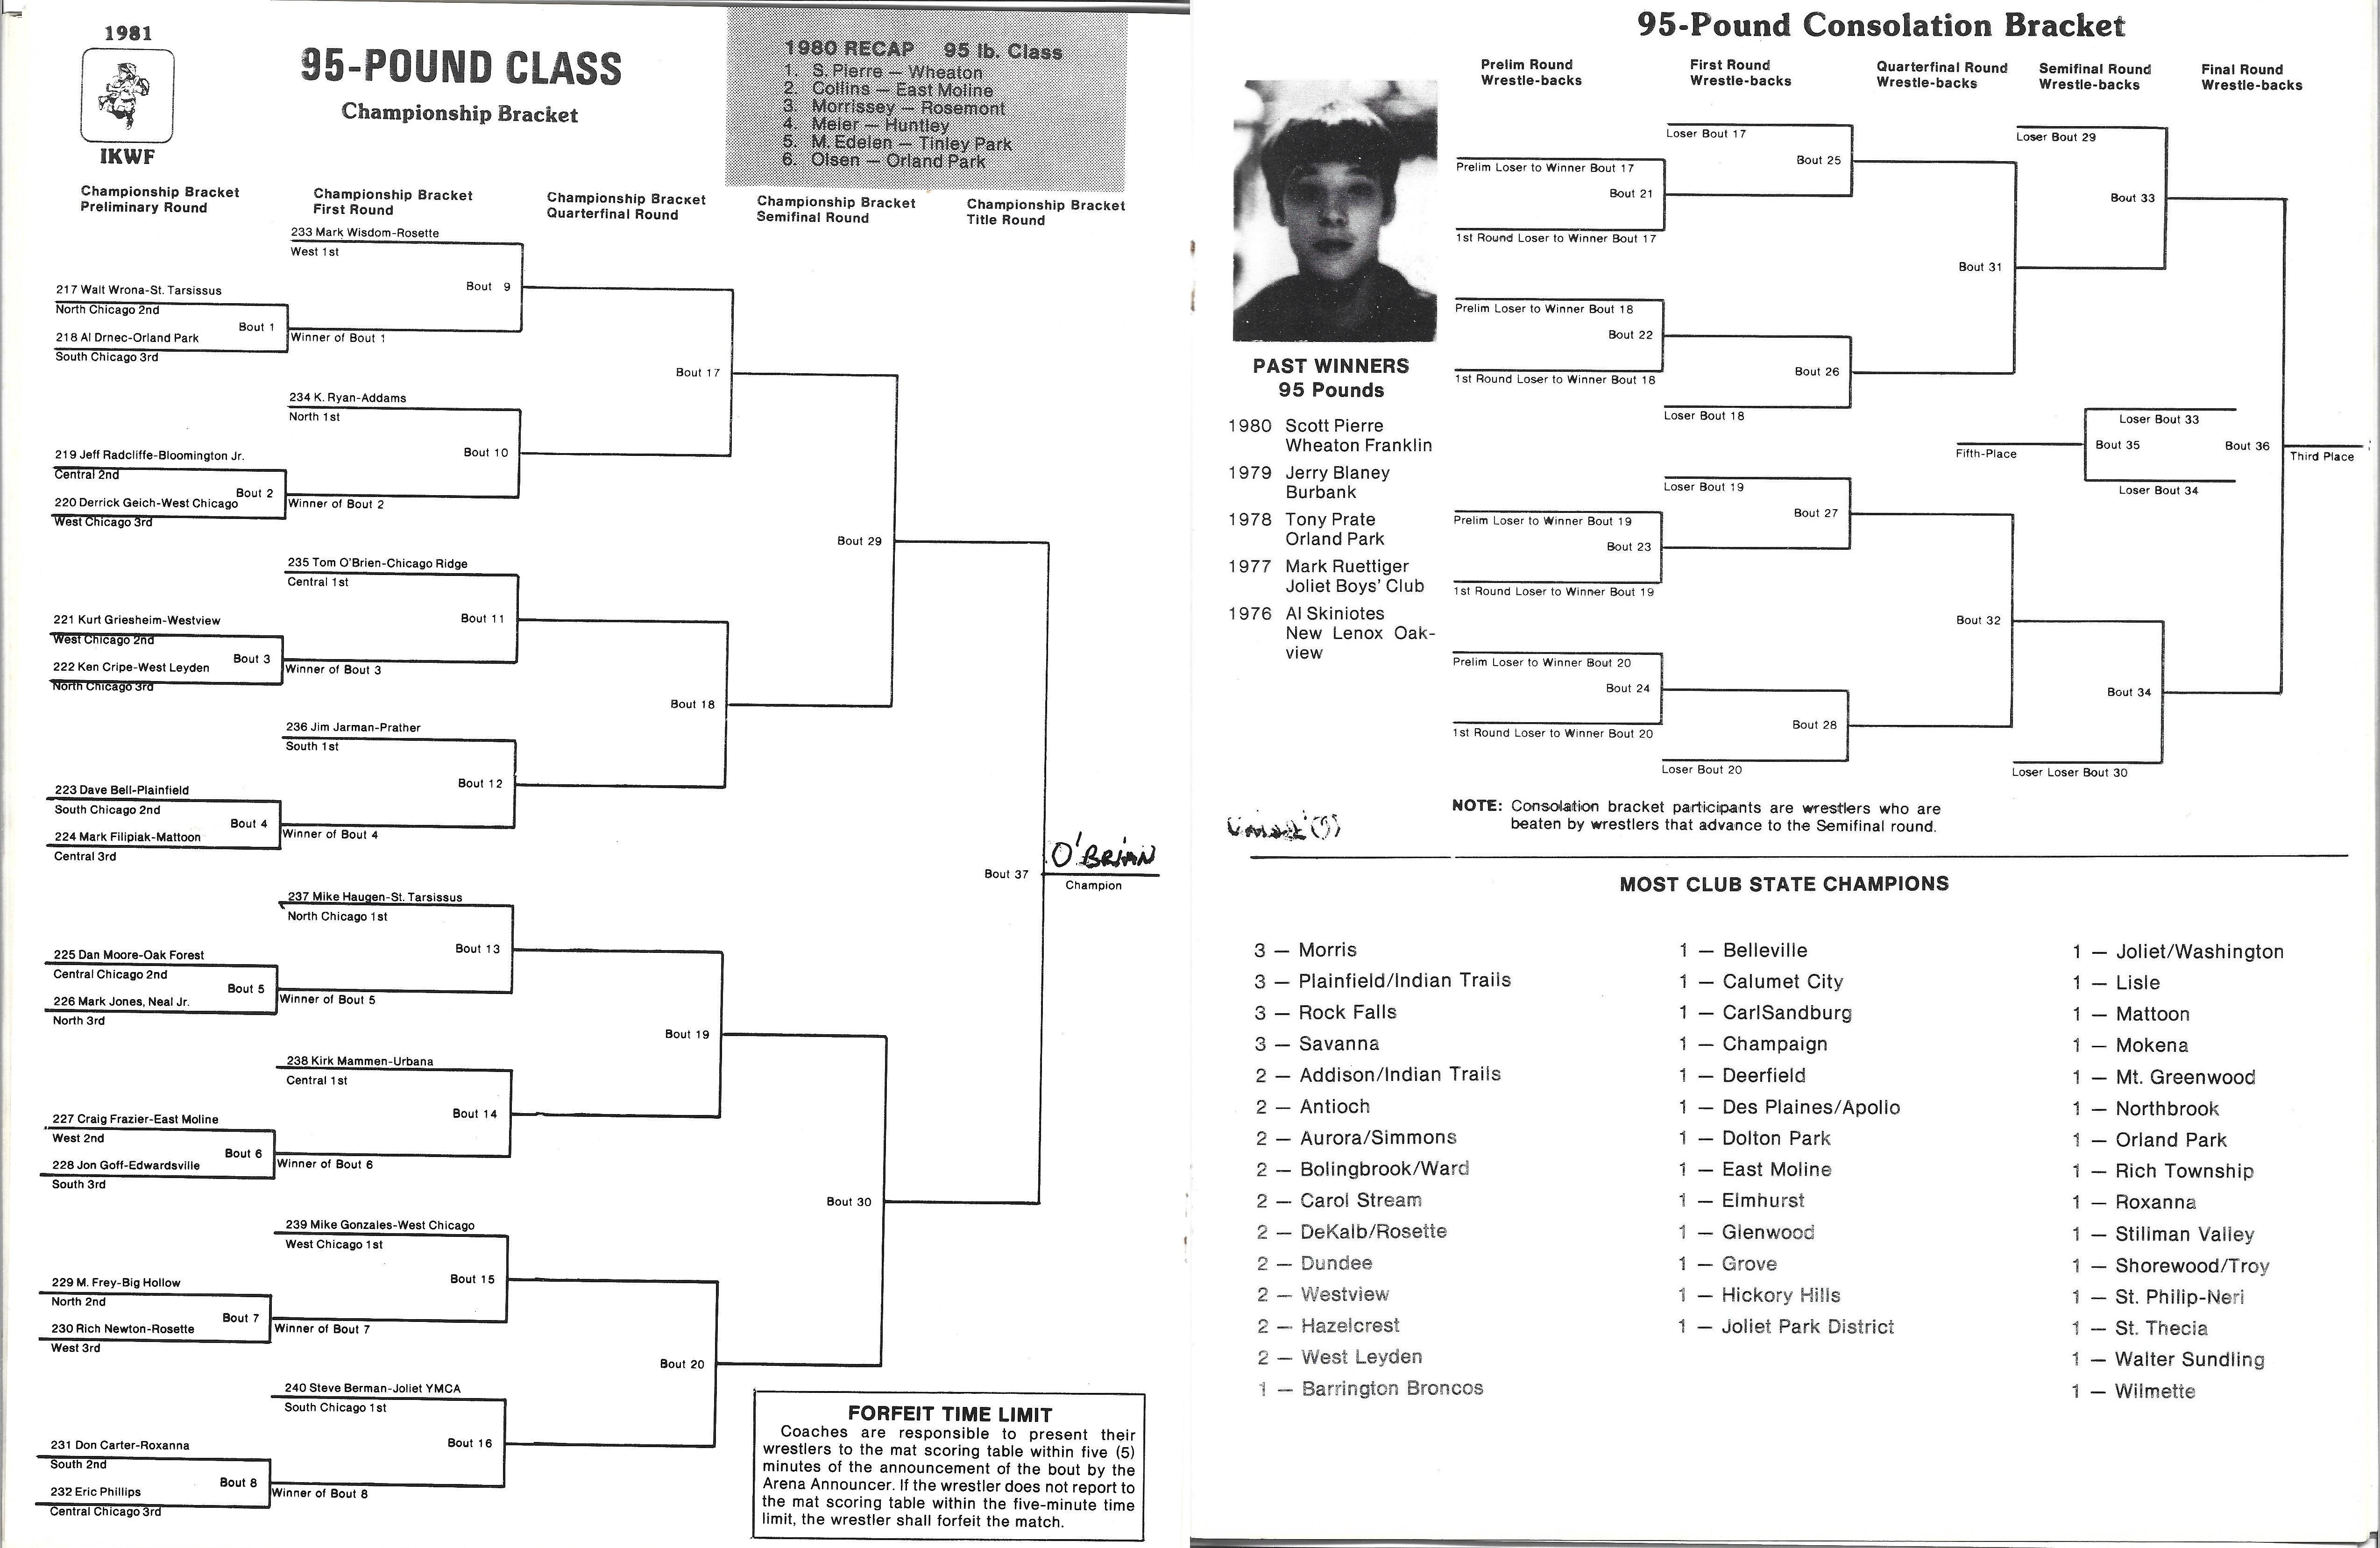 1981
IKWF
95-POUND CLASS
Championship Bracket
1980 RECAP 95 lb. Class
1. S. Pierre — Wheaton
2. Collins — East Moline
3. Morrissey — Rosemont
4. Meier — Huntley
5. M. Edelen — Tinley Park
6. Olsen — Orland Park
Championship Bracket
Preliminary Round
Championship Bracket
First Round
Championship Bracket
Quarterfinal Round
Championship Bracket
Semifinal Round
Championship Bracket
Title Round
233 Mark Wisdom-Rosette
West 1st
Bout 9
217 Walt Wrona-St. Tarsissus
North Chicago 2nd
Bout 1
218 Al Drnec-Orland Park
South Chicago 3rd
Winner of Bout 1
Bout 17
234 K. Ryan-Addams
North 1st
Bout 10
219 Jeff Radcliffe-Bloomington Jr.
Central 2nd
Bout 2
220 Derrick Geich-West Chicago
West Chicago 3rd
Winner of Bout 2
Bout 29
235 Tom O'Brien-Chicago Ridge
Central 1st
Bout 11
221 Kurt Griesheim-Westview
West Chicago 2nd
Bout 3
222 Ken Cripe-West Leyden
North Chicago 3rd
Winner of Bout 3
Bout 18
236 Jim Jarman-Prather
South 1st
Bout 12
223 Dave Bell-Plainfield
South Chicago 2nd
Bout 4
224 Mark Filipiak-Mattoon
Central 3rd
Winner of Bout 4
Bout 37
O'BRIAN
Champion
237 Mike Haugen-St. Tarsissus
North Chicago 1st
Bout 13
225 Dan Moore-Oak Forest
Central Chicago 2nd
Bout 5
226 Mark Jones, Neal Jr.
North 3rd
Winner of Bout 5
Bout 19
238 Kirk Mammen-Urbana
Central 1st
Bout 14
227 Craig Frazier-East Moline
West 2nd
Bout 6
228 Jon Goff-Edwardsville
South 3rd
Winner of Bout 6
Bout 30
239 Mike Gonzales-West Chicago
West Chicago 1st
Bout 15
229 M. Frey-Big Hollow
North 2nd
Bout 7
230 Rich Newton-Rosette
West 3rd
Winner of Bout 7
Bout 20
240 Steve Berman-Joliet YMCA
South Chicago 1st
Bout 16
231 Don Carter-Roxanna
South 2nd
Bout 8
232 Eric Phillips
Central Chicago 3rd
Winner of Bout 8
FORFEIT TIME LIMIT
Coaches are responsible to present their
wrestlers to the mat scoring table within five (5)
minutes of the announcement of the bout by the
Arena Announcer. If the wrestler does not report to
the mat scoring table within the five-minute time
limit, the wrestler shall forfeit the match.
95-Pound Consolation Bracket
Prelim Round
Wrestle-backs
First Round
Wrestle-backs
Quarterfinal Round
Wrestle-backs
Semifinal Round
Wrestle-backs
Final Round
Wrestle-backs
Loser Bout 17
Bout 25
Prelim Loser to Winner Bout 17
Bout 21
1st Round Loser to Winner Bout 17
Loser Bout 29
Bout 33
Bout 31
Prelim Loser to Winner Bout 18
Bout 22
1st Round Loser to Winner Bout 18
Bout 26
Loser Bout 18
Loser Bout 33
Fifth-Place
Bout 35
Bout 36
Third Place
Loser Bout 34
Loser Bout 19
Bout 27
Prelim Loser to Winner Bout 19
Bout 23
1st Round Loser to Winner Bout 19
Bout 32
Prelim Loser to Winner Bout 20
Bout 24
1st Round Loser to Winner Bout 20
Bout 28
Loser Bout 20
Bout 34
Loser Loser Bout 30
PAST WINNERS
95 Pounds
1980 Scott Pierre
Wheaton Franklin
1979 Jerry Blaney
Burbank
1978 Tony Prate
Orland Park
1977 Mark Ruettiger
Joliet Boys' Club
1976 Al Skiniotes
New Lenox Oak-
view
NOTE: Consolation bracket participants are wrestlers who are
beaten by wrestlers that advance to the Semifinal round.
MOST CLUB STATE CHAMPIONS
3 — Morris
3 — Plainfield/Indian Trails
3 — Rock Falls
3 — Savanna
2 — Addison/Indian Trails
2 — Antioch
2 — Aurora/Simmons
2 — Bolingbrook/Ward
2 — Carol Stream
2 — DeKalb/Rosette
2 — Dundee
2 — Westview
2 — Hazelcrest
2 — West Leyden
1 — Barrington Broncos
1 — Belleville
1 — Calumet City
1 — CarlSandburg
1 — Champaign
1 — Deerfield
1 — Des Plaines/Apollo
1 — Dolton Park
1 — East Moline
1 — Elmhurst
1 — Glenwood
1 — Grove
1 — Hickory Hills
1 — Joliet Park District
1 — Joliet/Washington
1 — Lisle
1 — Mattoon
1 — Mokena
1 — Mt. Greenwood
1 — Northbrook
1 — Orland Park
1 — Rich Township
1 — Roxanna
1 — Stillman Valley
1 — Shorewood/Troy
1 — St. Philip-Neri
1 — St. Thecia
1 — Walter Sundling
1 — Wilmette